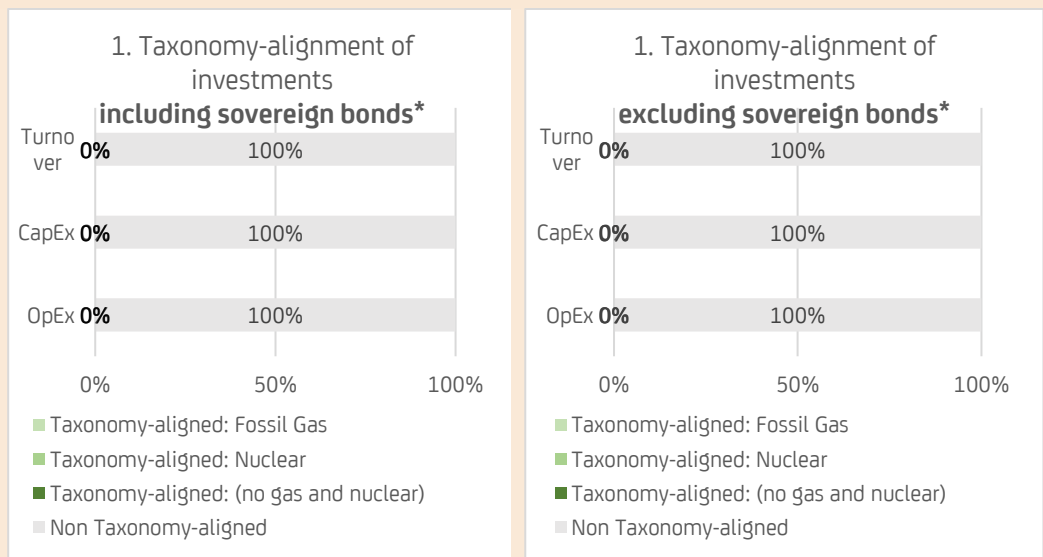 1. Taxonomy-alignment of
investments
including sovereign bonds*
Turno
ver
0%
100%
CapEx
0%
100%
OpEx
0%
100%
0%
50%
100%
Taxonomy-aligned: Fossil Gas
Taxonomy-aligned: Nuclear
Taxonomy-aligned: (no gas and nuclear)
Non Taxonomy-aligned
1. Taxonomy-alignment of
investments
excluding sovereign bonds*
Turno
ver
0%
100%
CapEx
0%
100%
OpEx
0%
100%
0%
50%
100%
Taxonomy-aligned: Fossil Gas
Taxonomy-aligned: Nuclear
Taxonomy-aligned: (no gas and nuclear)
Non Taxonomy-aligned